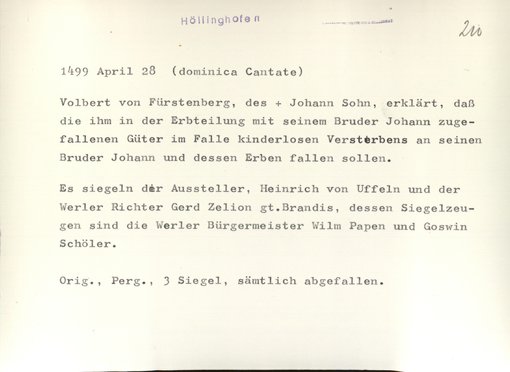 Höllinghofen
210
1499 April 28 (dominica Cantate)
Volbert von Fürstenberg, des + Johann Sohn, erklärt, daß
die ihm in der Erbteilung mit seinem Bruder Johann zuge-
fallenen Güter im Falle kinderlosen Versterbens an seinen
Bruder Johann und dessen Erben fallen sollen.
Es siegeln der Aussteller, Heinrich von Uffeln und der
Werler Richter Gerd Zelion gt.Brandis, dessen Siegelzeu-
gen sind die Werler Bürgermeister Wilm Papen und Goswin
Schöler.
Orig., Perg., 3 Siegel, sämtlich abgefallen.